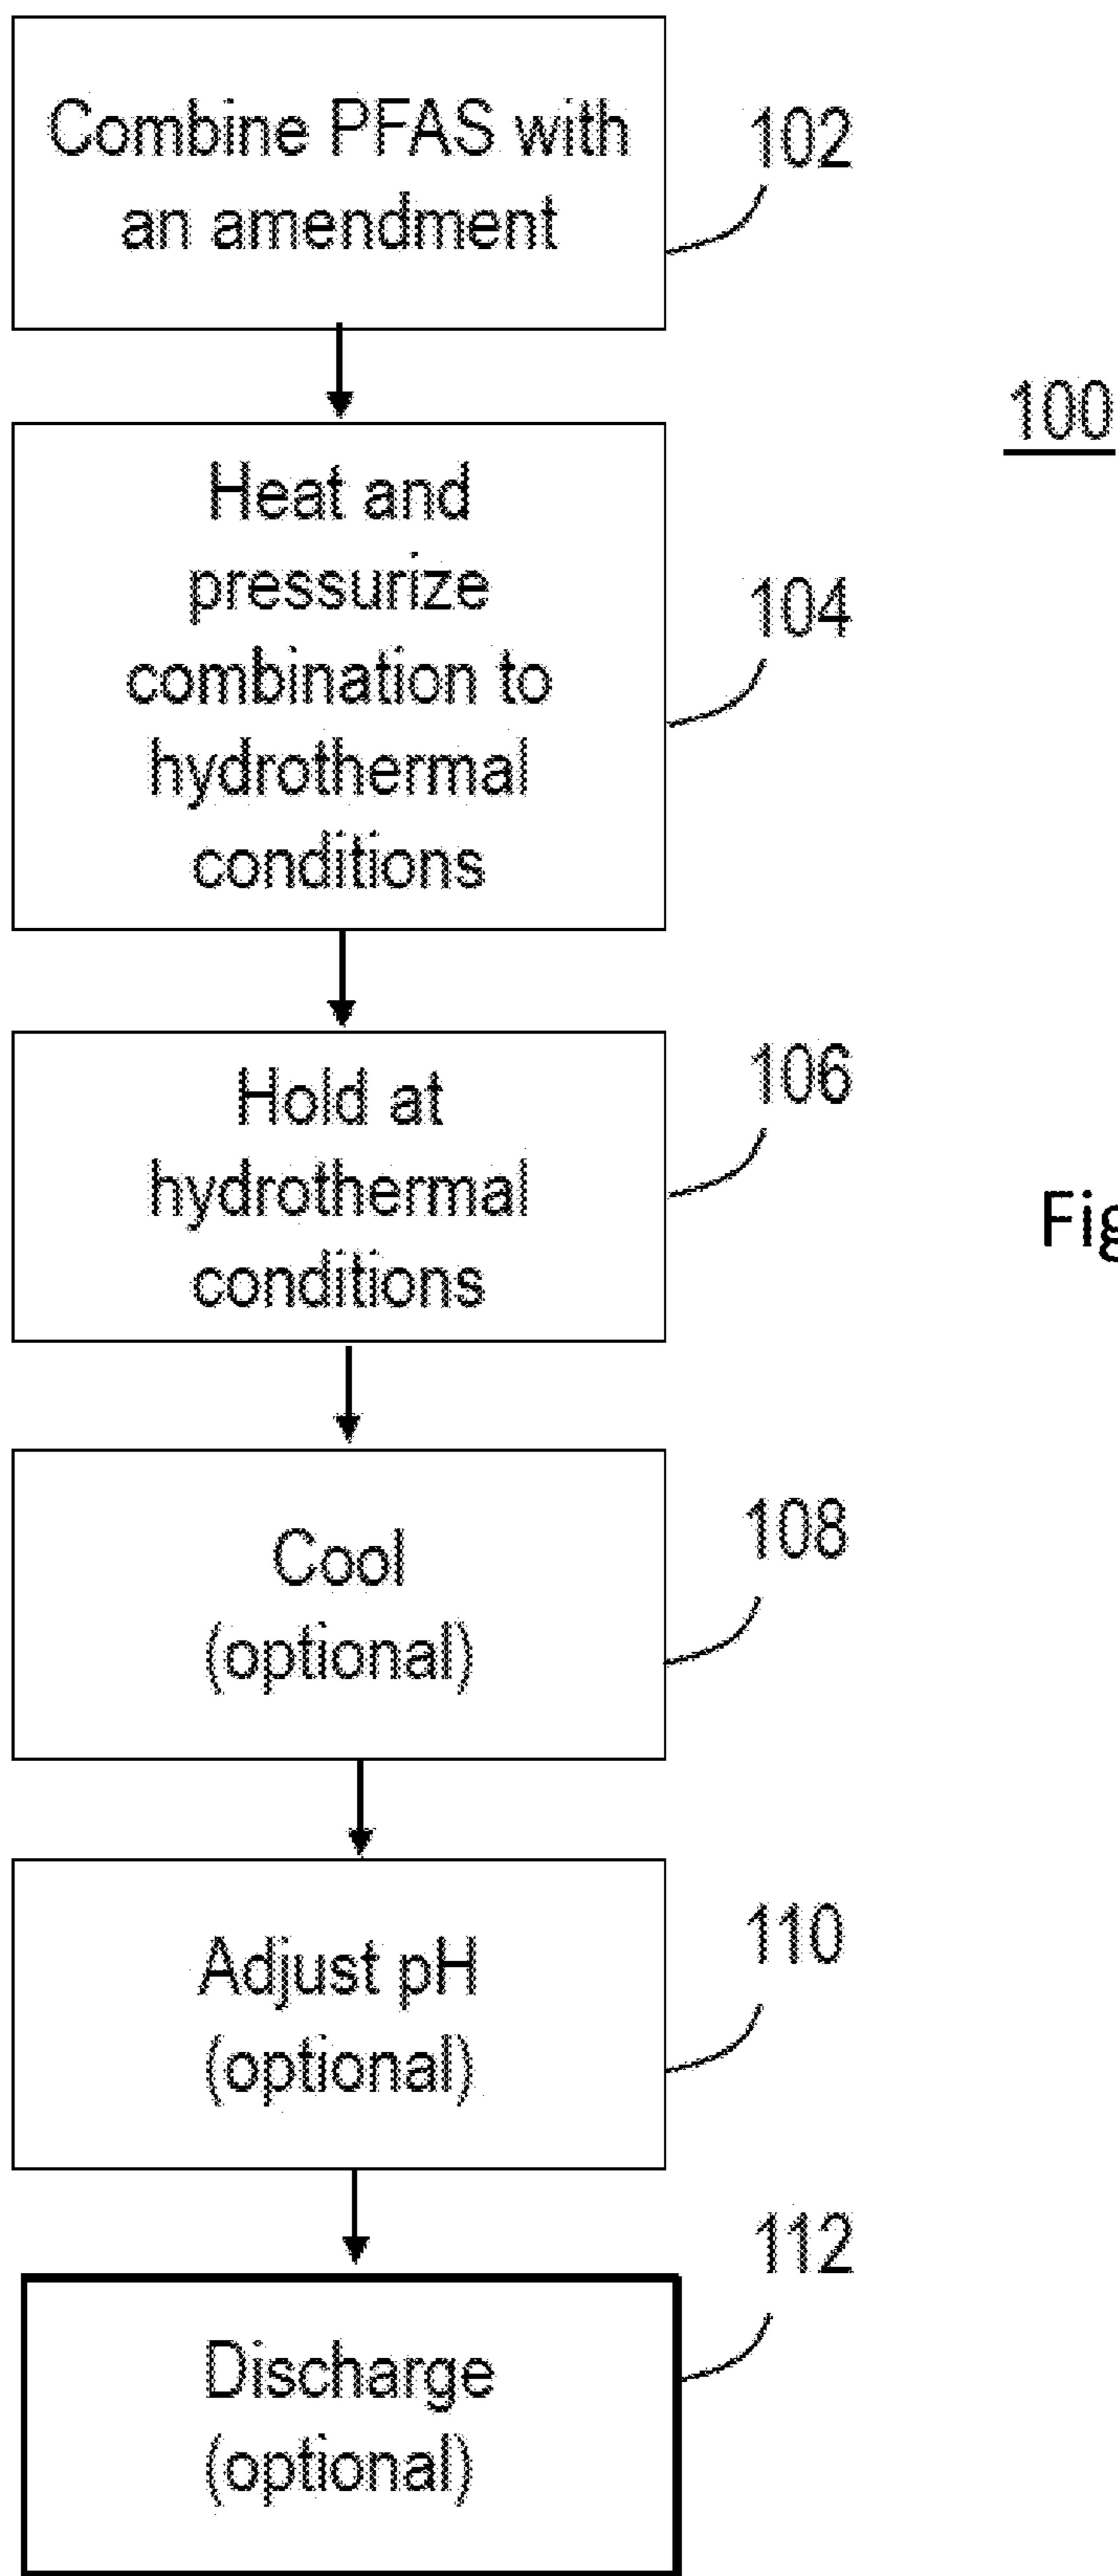 Combine PFAS with
an amendment
102
100
Heat and
pressurize
combination to
hydrothermal
conditions
104
Hold at
hydrothermal
conditions
106
Fig
Cool
(optional)
108
Adjust pH
(optional)
110
Discharge
(optional)
112